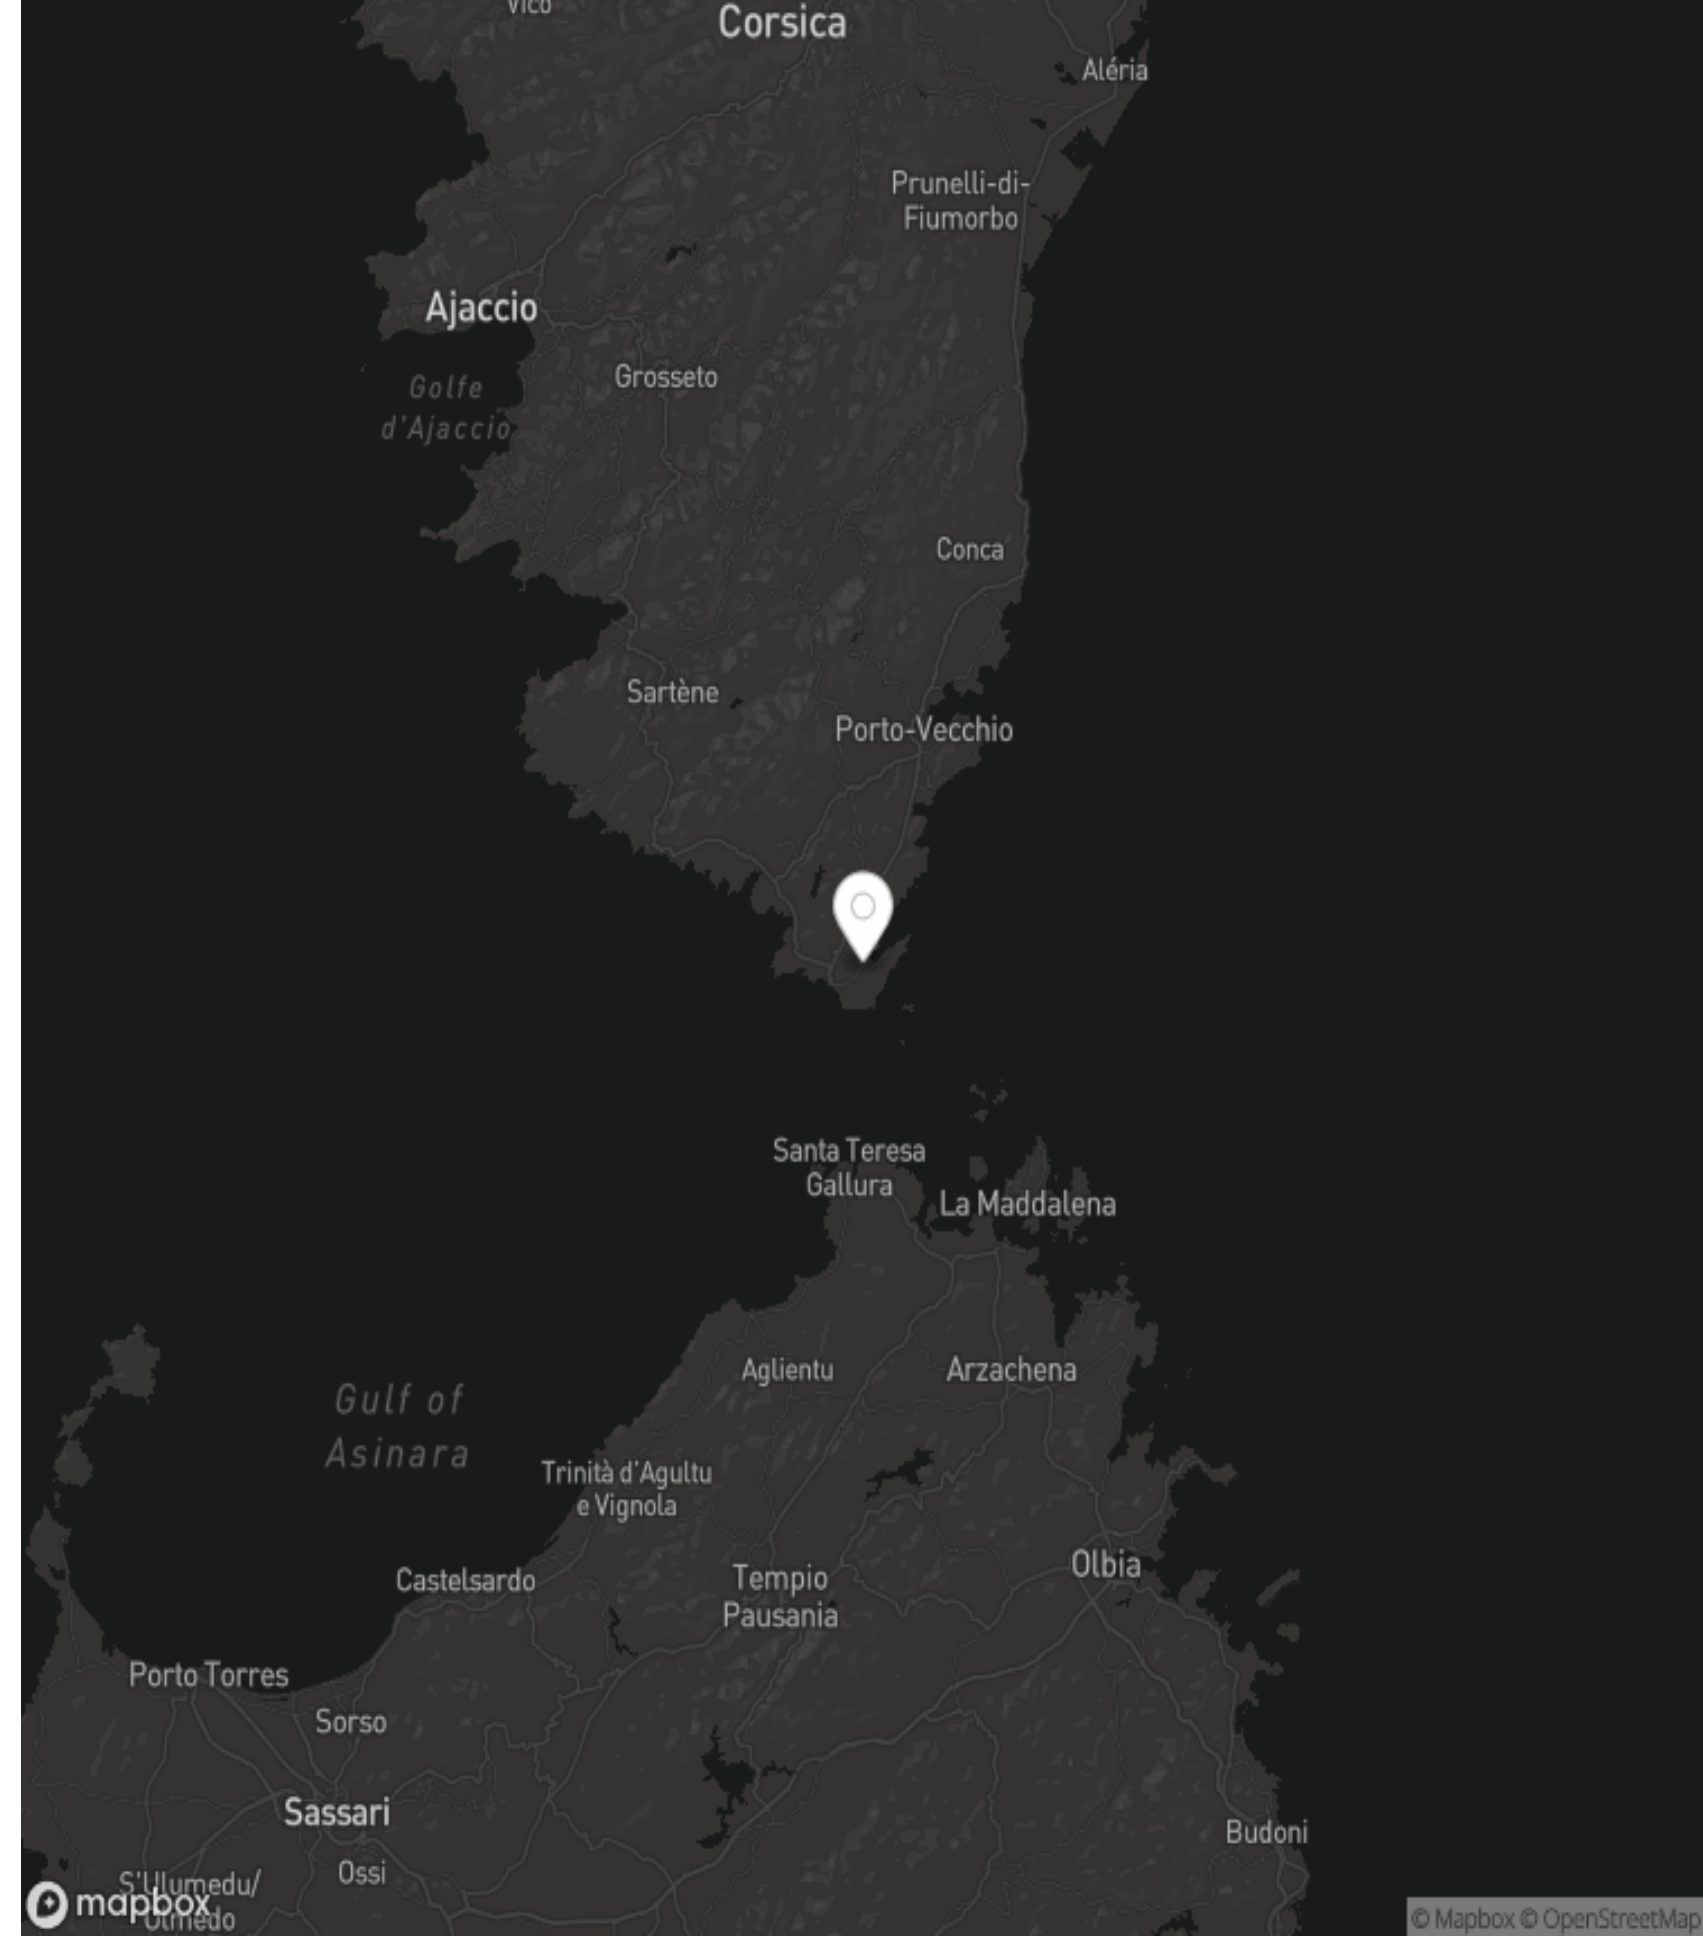 Vico
Corsica
Aléria
Prunelli-di-
Fiumorbo
Ajaccio
Grosseto
Golfe
d'Ajaccio
Conca
Sartène
Porto-Vecchio
Santa Teresa
Gallura
La Maddalena
Aglientu
Arzachena
Gulf of
Asinara
Trinità d'Agultu
e Vignola
Olbia
Castelsardo
Tempio
Pausania
Porto Torres
Sorso
Sassari
Budoni
Ossi
S'Ulumedu/
Olmedo
mapbox
© Mapbox © OpenStreetMap